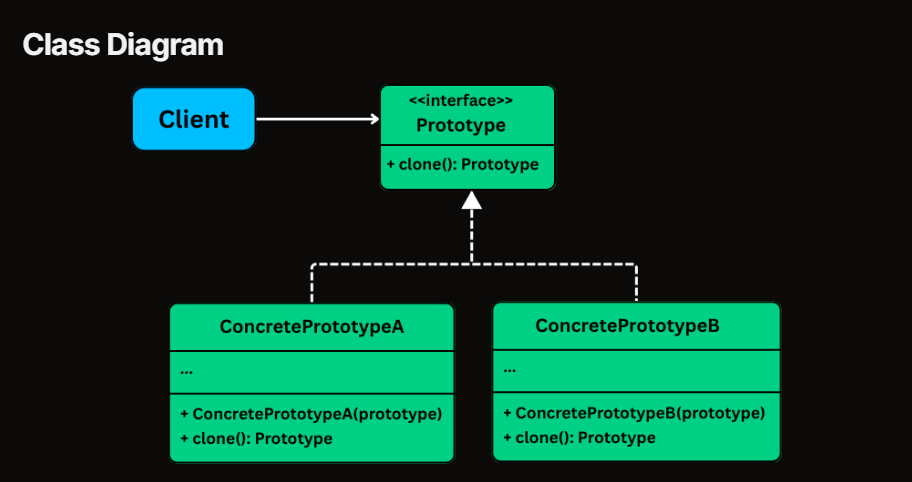 Class Diagram
Client
<<interface>>
Prototype
+ clone(): Prototype
ConcretePrototypeA
...
+ ConcretePrototypeA(prototype)
+ clone(): Prototype
ConcretePrototypeB
...
+ ConcretePrototypeB(prototype)
+ clone(): Prototype